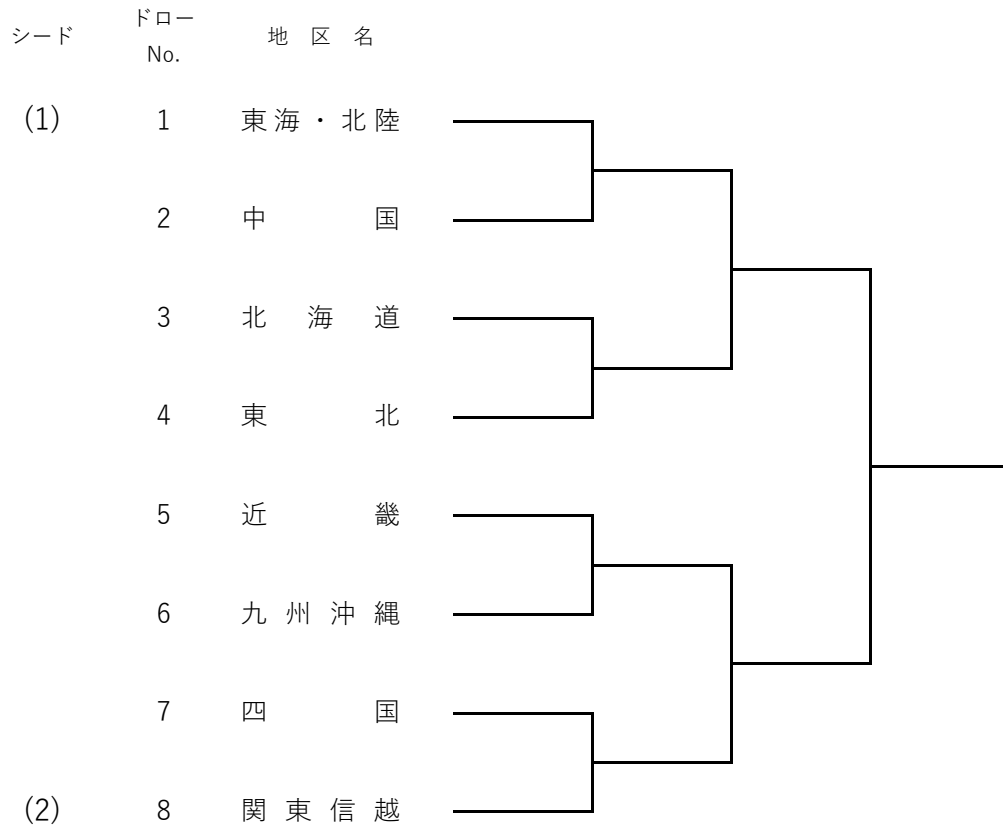 シード ドロー No. 地区名
(1) 1 東海・北陸
2 中国
3 北海道
4 東北
5 近畿
6 九州沖縄
7 四国
(2) 8 関東信越